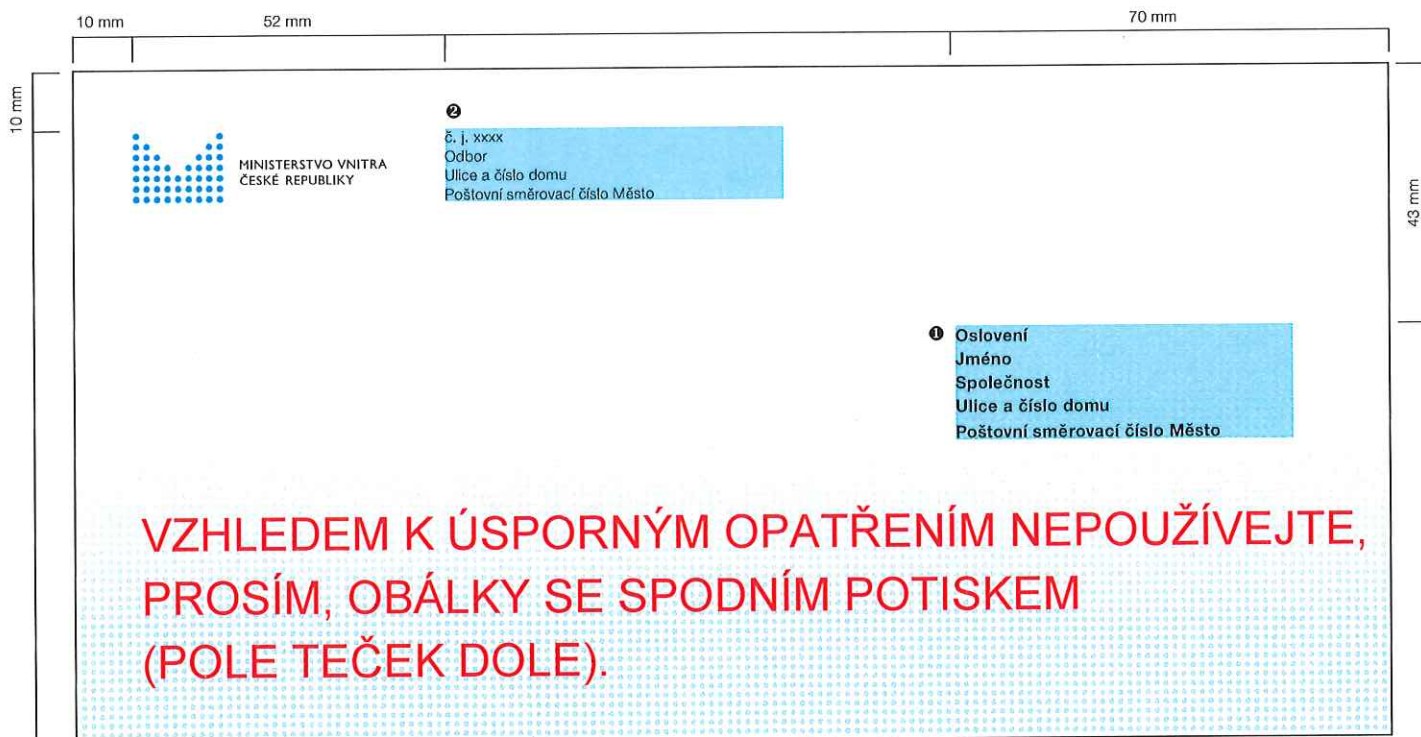 10 mm 52 mm 70 mm
10 mm
❷
č. j. xxxx
Odbor
Ulice a číslo domu
Poštovní směrovací číslo Město
MINISTERSTVO VNITRA
ČESKÉ REPUBLIKY
43 mm
❶ Oslovení
Jméno
Společnost
Ulice a číslo domu
Poštovní směrovací číslo Město
VZHLEDEM K ÚSPORNÝM OPATŘENÍM NEPOUŽÍVEJTE,
PROSÍM, OBÁLKY SE SPODNÍM POTISKEM
(POLE TEČEK DOLE).